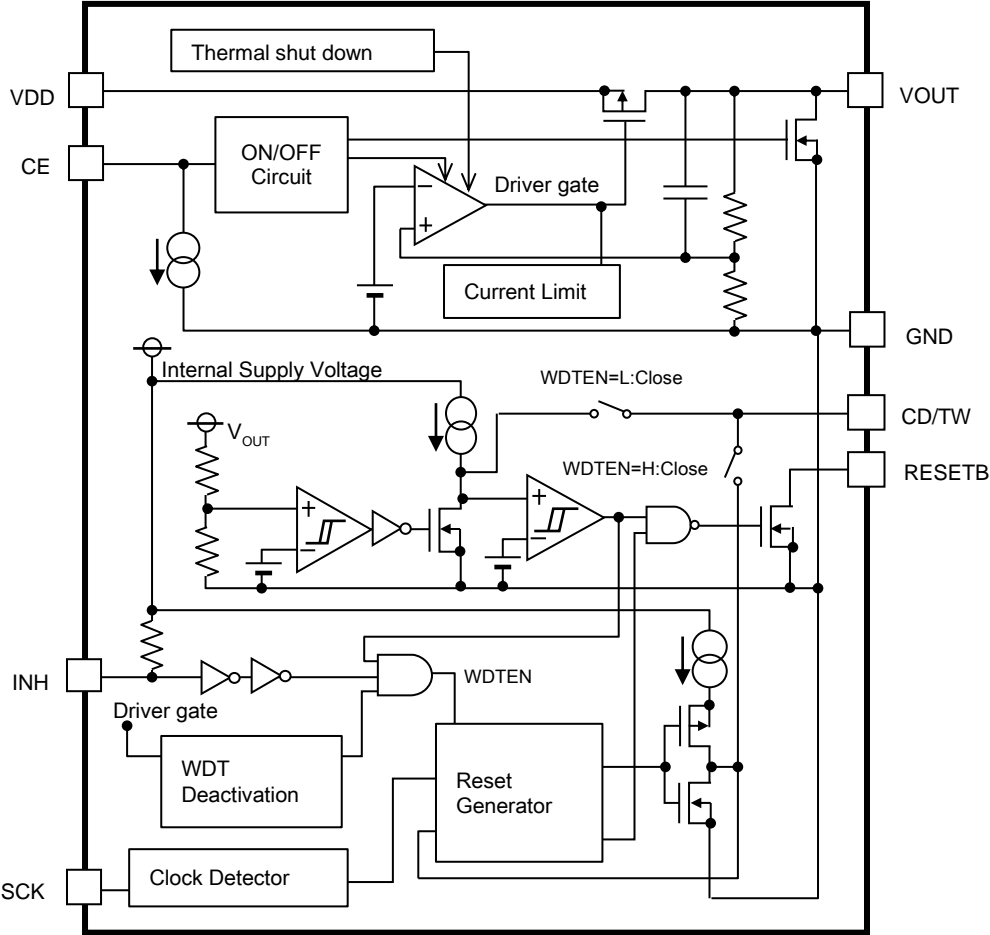 Thermal shut down
VDD
VOUT
CE
ON/OFF
Circuit
−
Driver gate
+
Current Limit
GND
Internal Supply Voltage
WDTEN=L:Close
CD/TW
VOUT
WDTEN=H:Close
RESETB
+
−
+
−
INH
WDTEN
Driver gate
WDT
Deactivation
Reset
Generator
Clock Detector
SCK